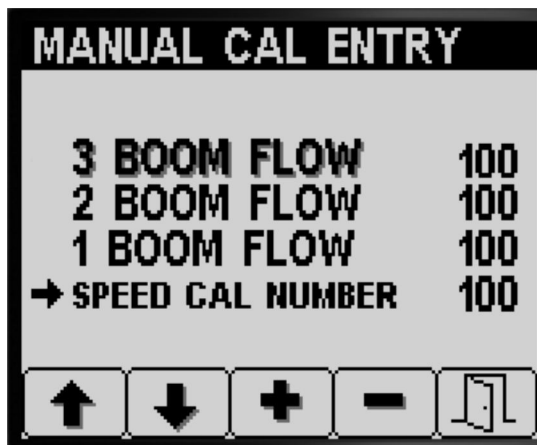 MANUAL CAL ENTRY
3 BOOM FLOW 100
2 BOOM FLOW 100
1 BOOM FLOW 100
➔ SPEED CAL NUMBER 100